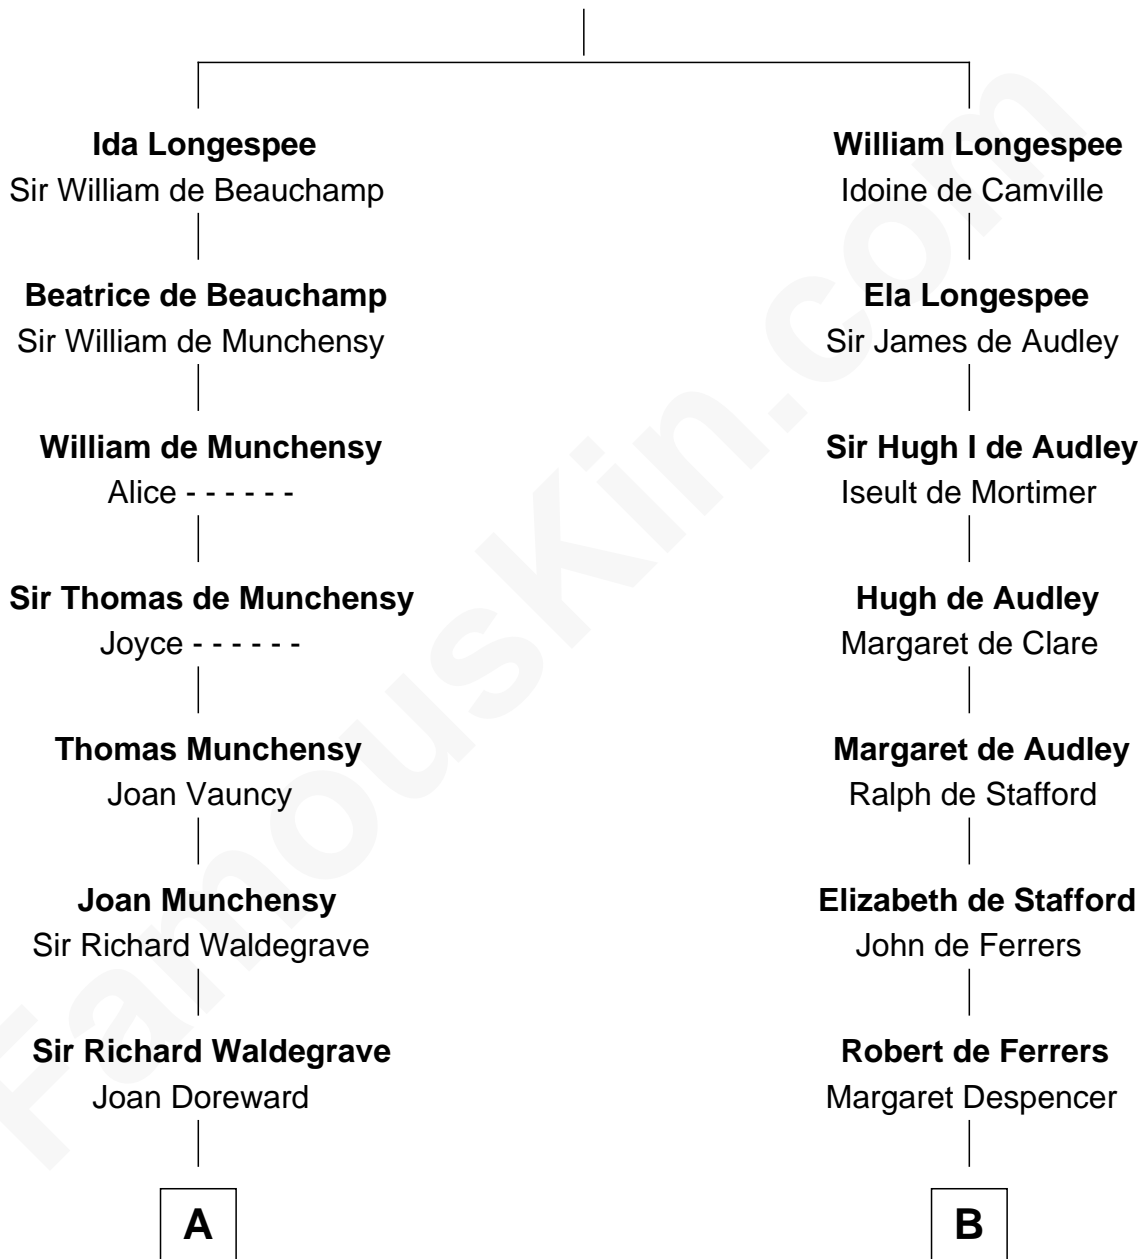 Ida Longespee
Sir William de Beauchamp
Beatrice de Beauchamp
Sir William de Munchensy
William de Munchensy
Alice - - - - - -
Sir Thomas de Munchensy
Joyce - - - - - -
Thomas Munchensy
Joan Vauncy
Joan Munchensy
Sir Richard Waldegrave
Sir Richard Waldegrave
Joan Doreward
A
William Longespee
Idoine de Camville
Ela Longespee
Sir James de Audley
Sir Hugh I de Audley
Iseult de Mortimer
Hugh de Audley
Margaret de Clare
Margaret de Audley
Ralph de Stafford
Elizabeth de Stafford
John de Ferrers
Robert de Ferrers
Margaret Despencer
B
FamousKin.com